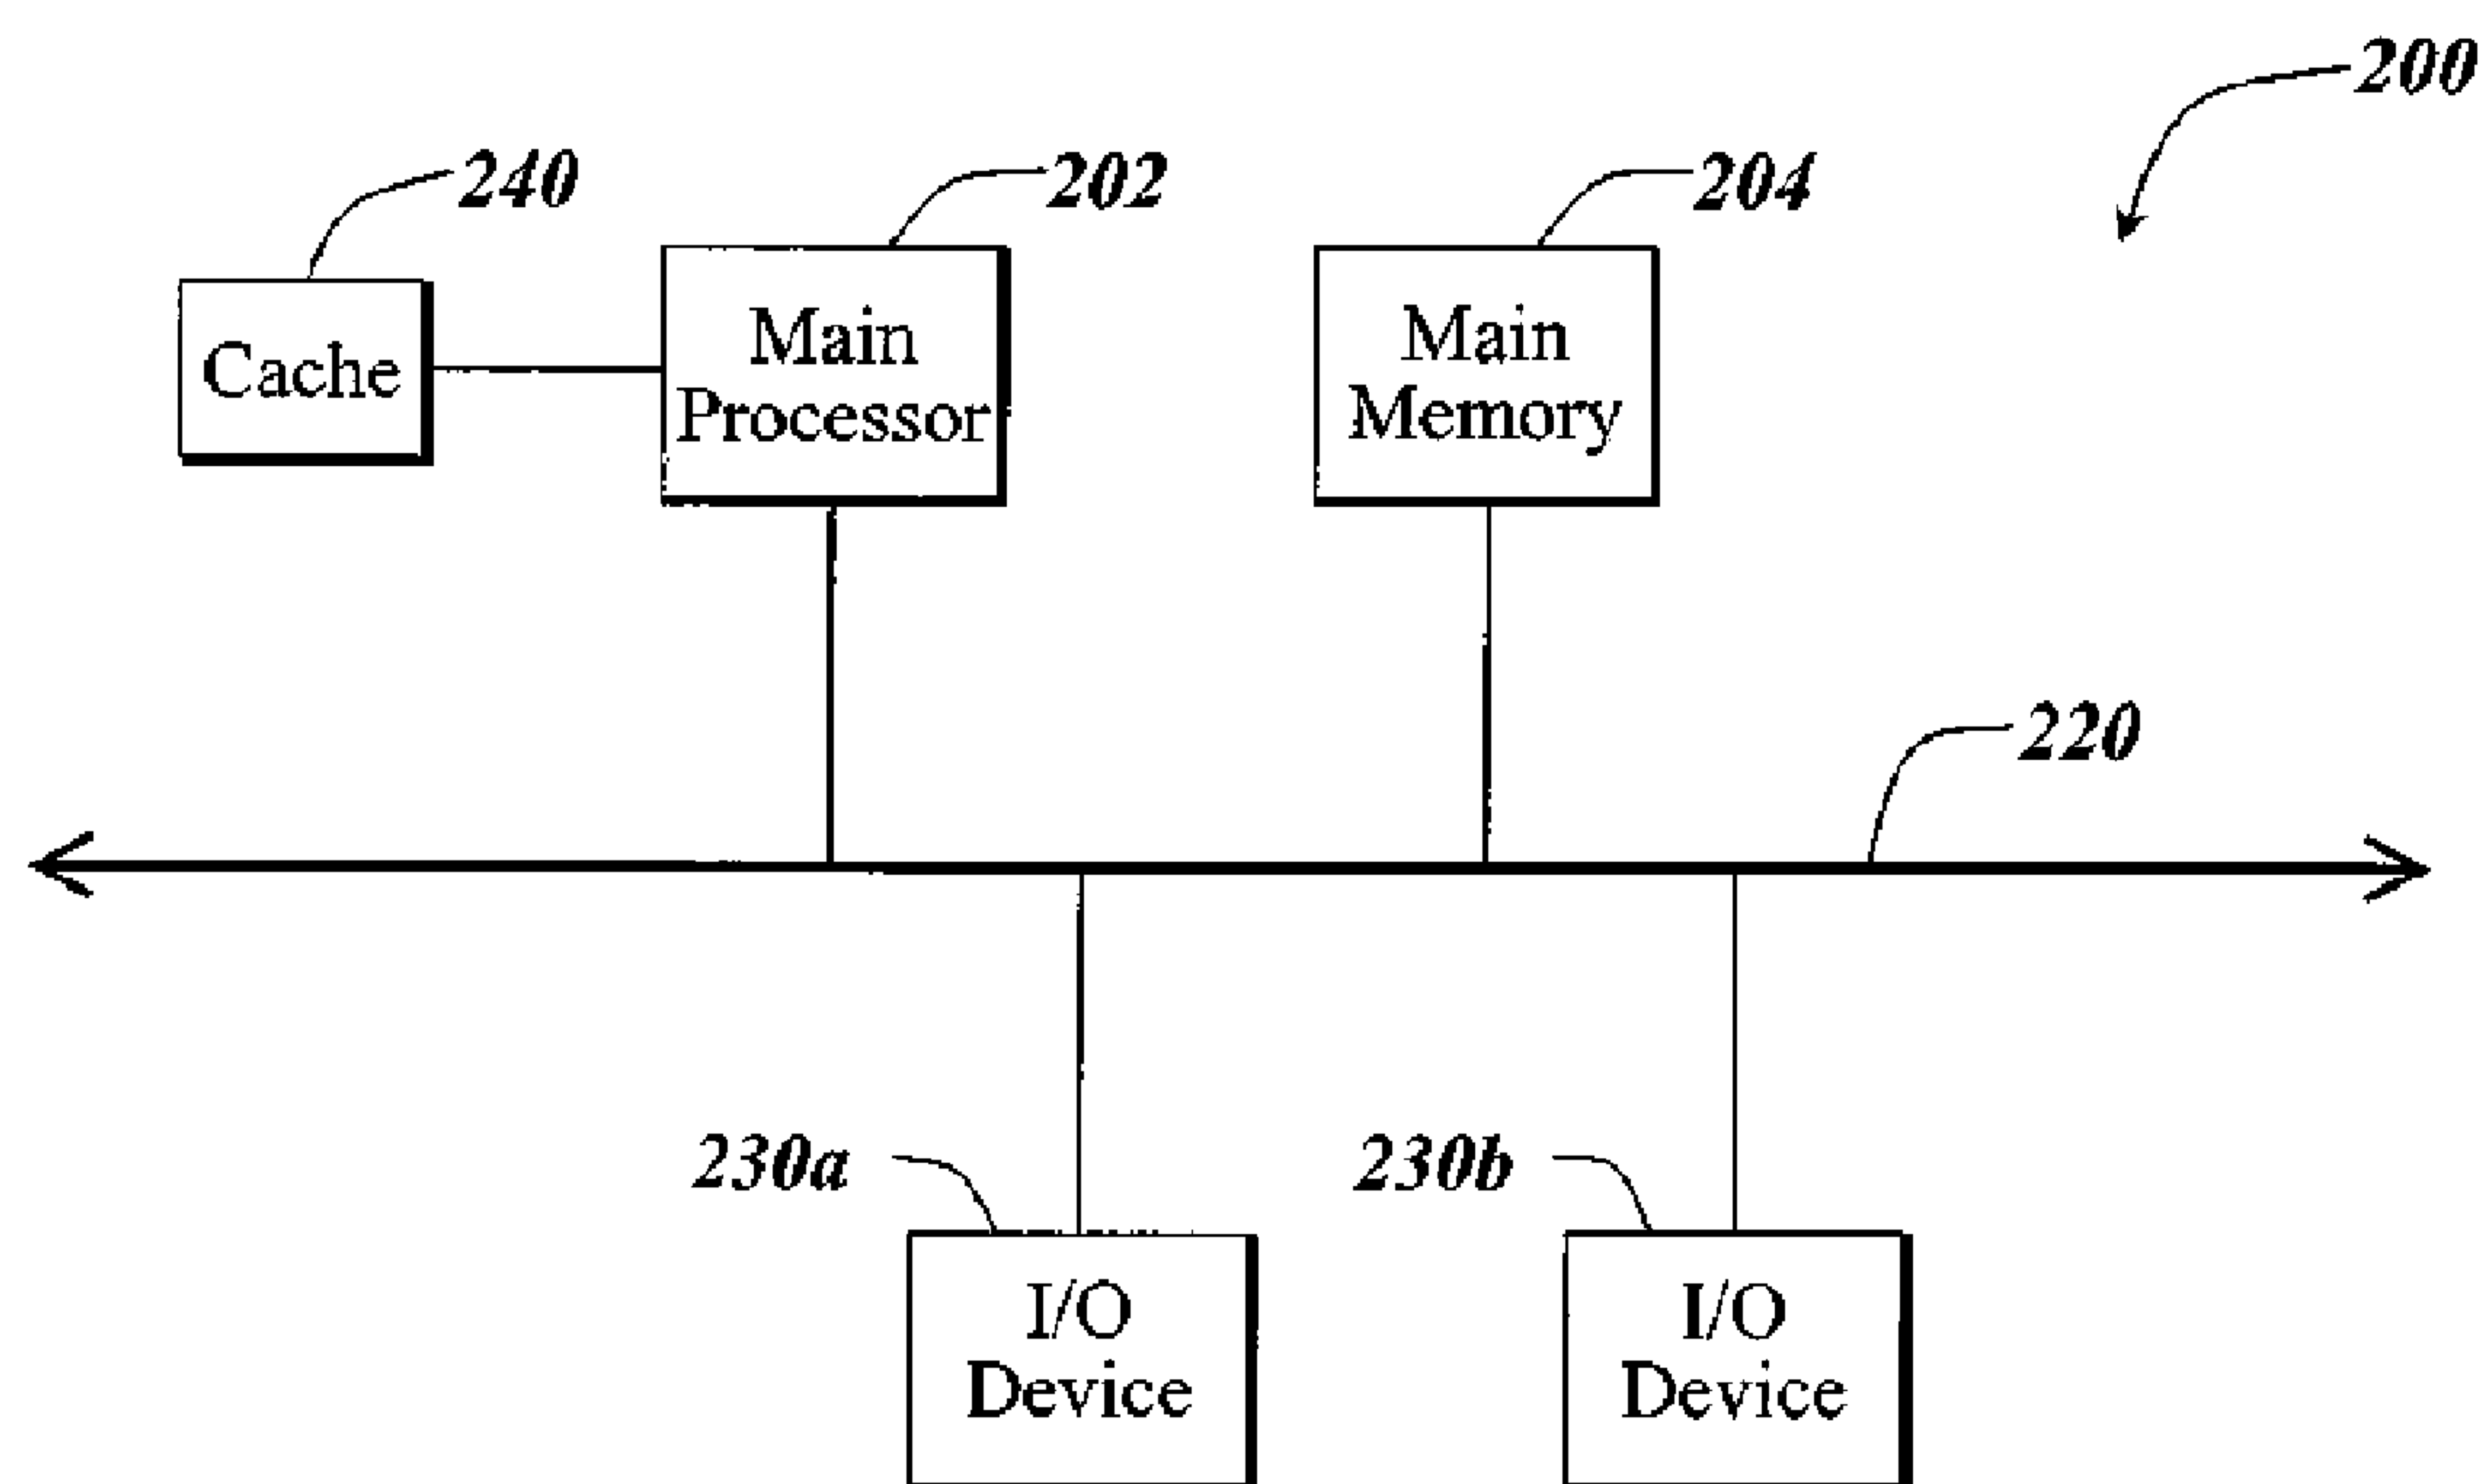 200
240
202
204
Cache
Main
Processor
Main
Memory
220
230a
230b
I/O
Device
I/O
Device